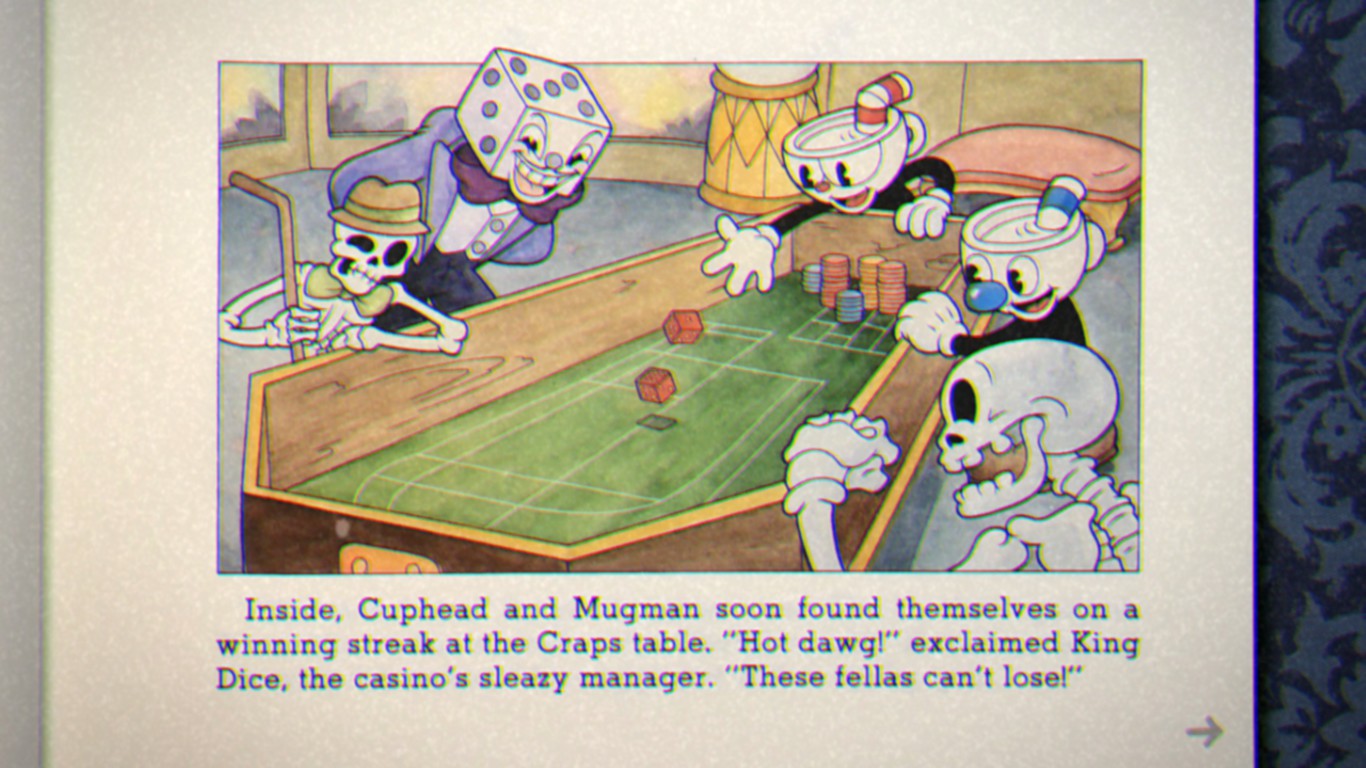 Inside, Cuphead and Mugman soon found themselves on a
winning streak at the Craps table. "Hot dawg!" exclaimed King
Dice, the casino's sleazy manager. "These fellas can't lose!"